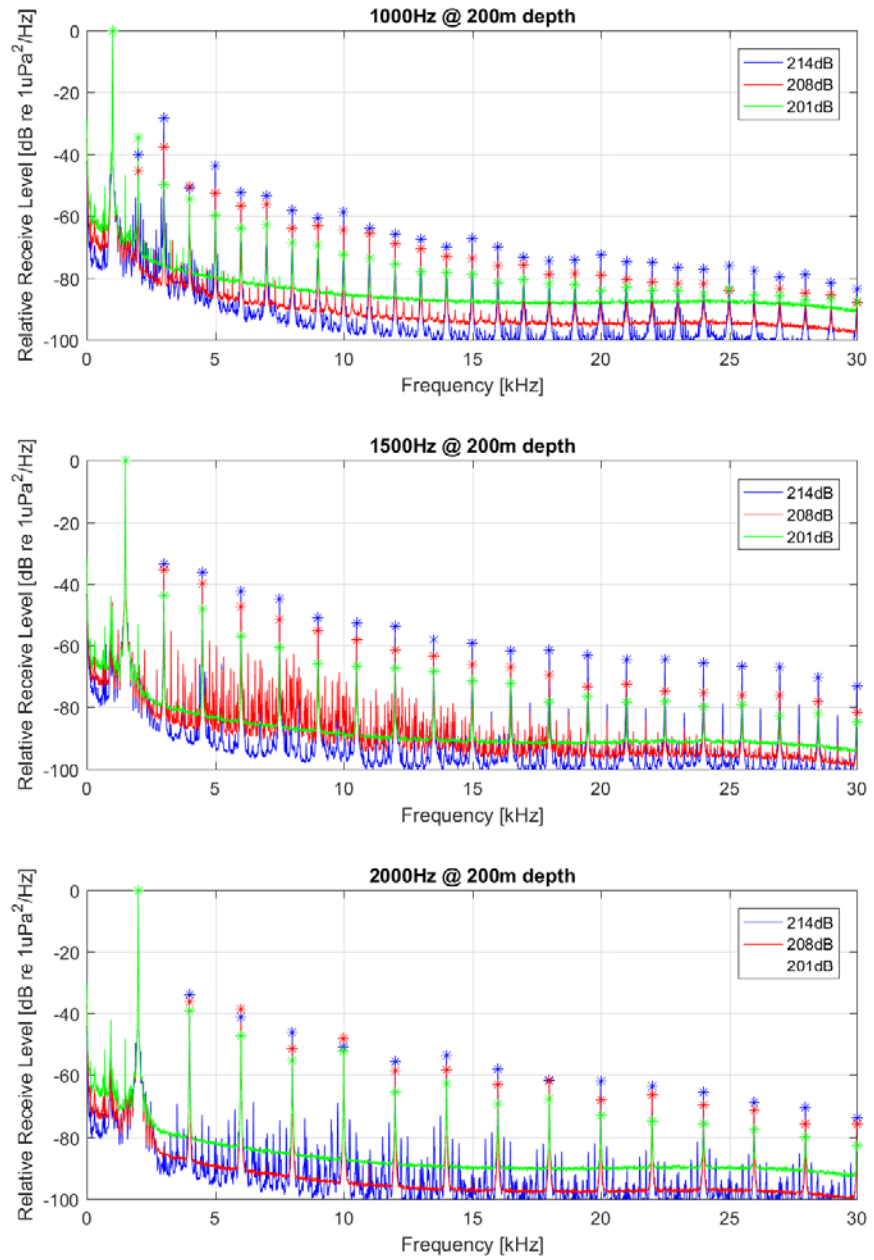 1000Hz @ 200m depth
0
-20
-40
-60
-80
-100
Relative Receive Level [dB re 1uPa²/Hz]
214dB
208dB
201dB
0 5 10 15 20 25 30
Frequency [kHz]
1500Hz @ 200m depth
0
-20
-40
-60
-80
-100
Relative Receive Level [dB re 1uPa²/Hz]
214dB
208dB
201dB
0 5 10 15 20 25 30
Frequency [kHz]
2000Hz @ 200m depth
0
-20
-40
-60
-80
-100
Relative Receive Level [dB re 1uPa²/Hz]
214dB
208dB
201dB
0 5 10 15 20 25 30
Frequency [kHz]